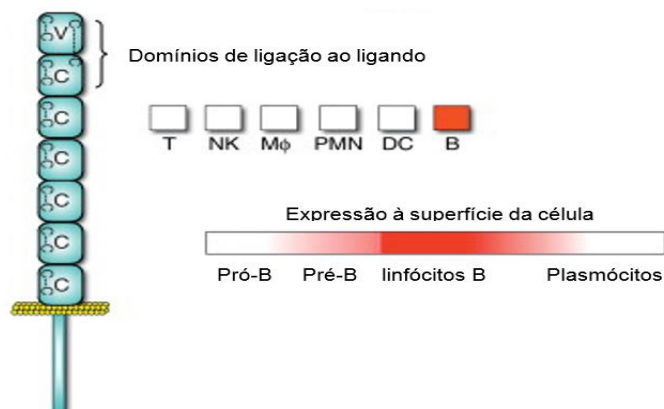 V
Domínios de ligação ao ligando
C
C
C
C
C
C
T NK Mϕ PMN DC B
Expressão à superfície da célula
Pró-B Pré-B linfócitos B Plasmócitos